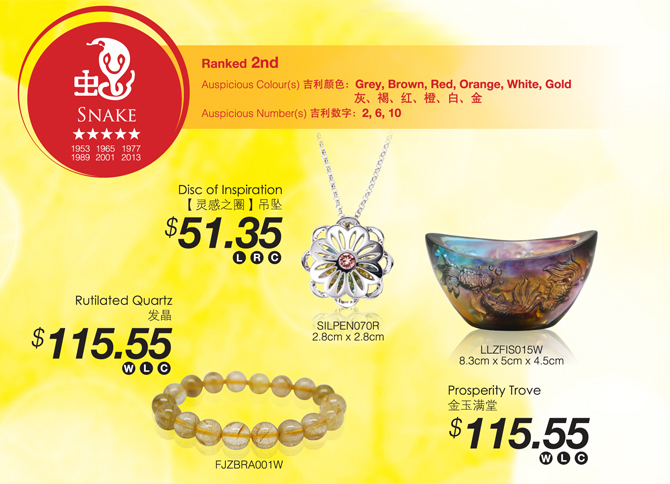 虫
SNAKE
★★★★★
1953 1965 1977
1989 2001 2013
Ranked 2nd
Auspicious Colour(s) 吉利颜色: Grey, Brown, Red, Orange, White, Gold
灰、褐、红、橙、白、金
Auspicious Number(s) 吉利数字: 2, 6, 10
Disc of Inspiration
【灵感之圈】吊坠
$51.35
L R C
SILPEN070R
2.8cm x 2.8cm
Rutilated Quartz
发晶
$115.55
W L C
FJZBRA001W
LLZFIS015W
8.3cm x 5cm x 4.5cm
Prosperity Trove
金玉满堂
$115.55
W L C